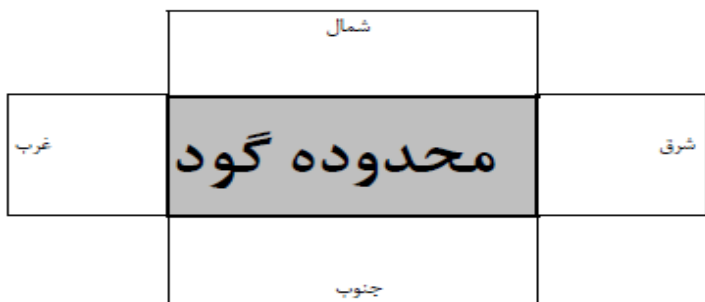 شمال
شرق
محدوده گود
غرب
جنوب